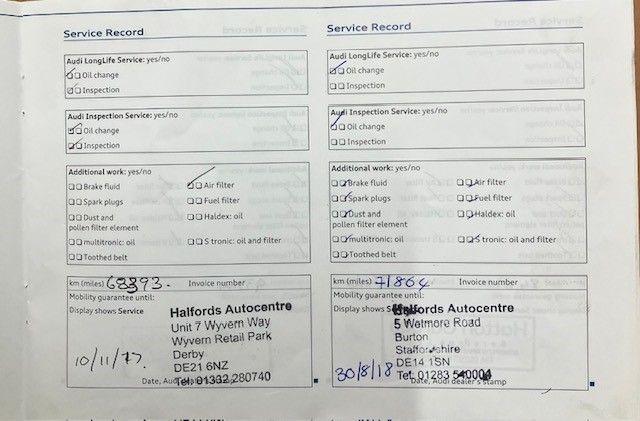 Service Record
Audi LongLife Service: yes/no
Oil change
Inspection
Audi Inspection Service: yes/no
Oil change
Inspection
Additional work: yes/no
Brake fluid Air filter
Spark plugs Fuel filter
Dust and Haldex: oil
pollen filter element
multitronic: oil S tronic: oil and filter
Toothed belt
km (miles) Invoice number
Mobility guarantee until:
Display shows Service
Halfords Autocentre
Unit 7 Wyvern Way
Wyvern Retail Park
Derby
DE21 6NZ
Tel: 01332 280740
10/11/17.
Date, Audi dealer's stamp
Service Record
Audi LongLife Service: yes/no
Oil change
Inspection
Audi Inspection Service: yes/no
Oil change
Inspection
Additional work: yes/no
Brake fluid Air filter
Spark plugs Fuel filter
Dust and Haldex: oil
pollen filter element
multitronic: oil S tronic: oil and filter
Toothed belt
km (miles) 71864 Invoice number
Mobility guarantee until:
Display shows
Halfords Autocentre
5 Wetmore Road
Burton
Staffordshire
DE14 1SN
Tel: 01283
30/8/18
Date, Audi dealer's stamp